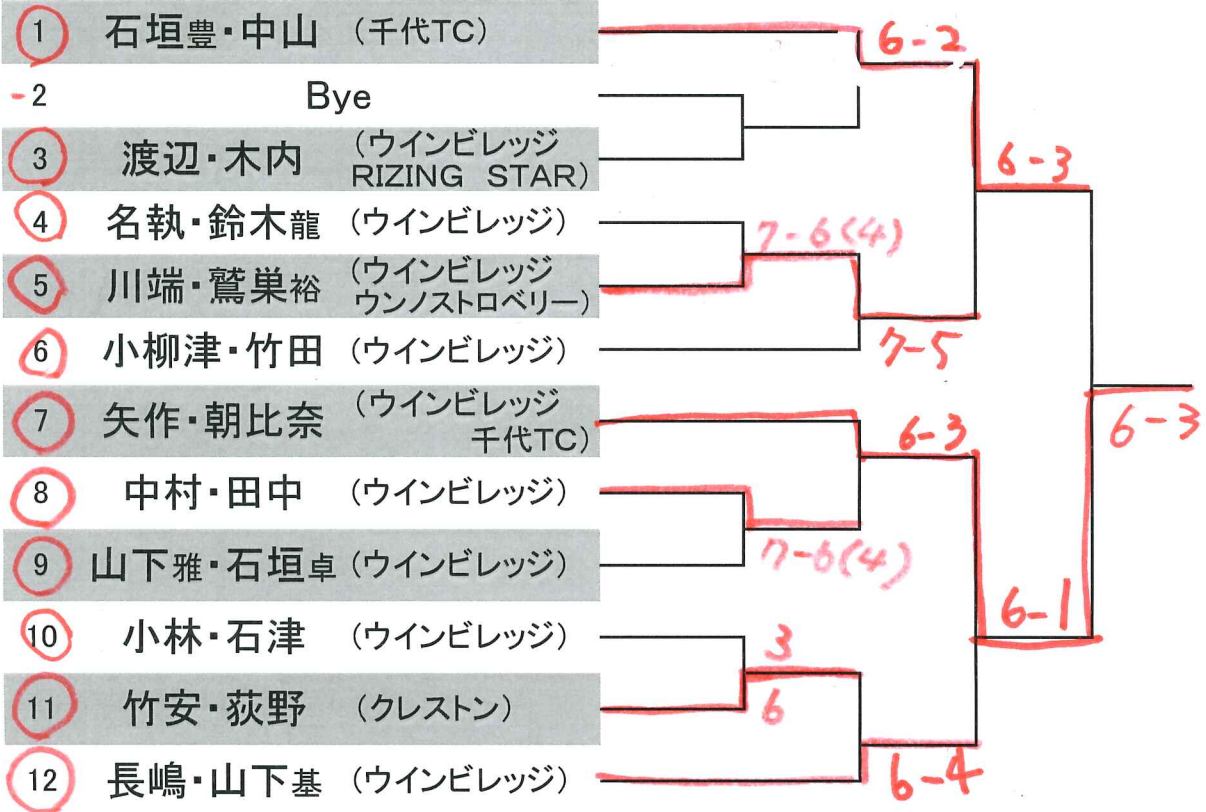 1 石垣豊・中山 (千代TC)
6-2
-2 Bye
3 渡辺・木内 (ウインビレッジ
RIZING STAR)
6-3
4 名執・鈴木龍 (ウインビレッジ)
7-6(4)
5 川端・鷲巣裕 (ウインビレッジ
ウンノストロベリー)
6 小柳津・竹田 (ウインビレッジ)
7-5
7 矢作・朝比奈 (ウインビレッジ
千代TC)
6-3
6-3
8 中村・田中 (ウインビレッジ)
9 山下雅・石垣卓 (ウインビレッジ)
7-6(4)
10 小林・石津 (ウインビレッジ)
6-1
3
11 竹安・荻野 (クレストン)
6
12 長嶋・山下基 (ウインビレッジ)
6-4